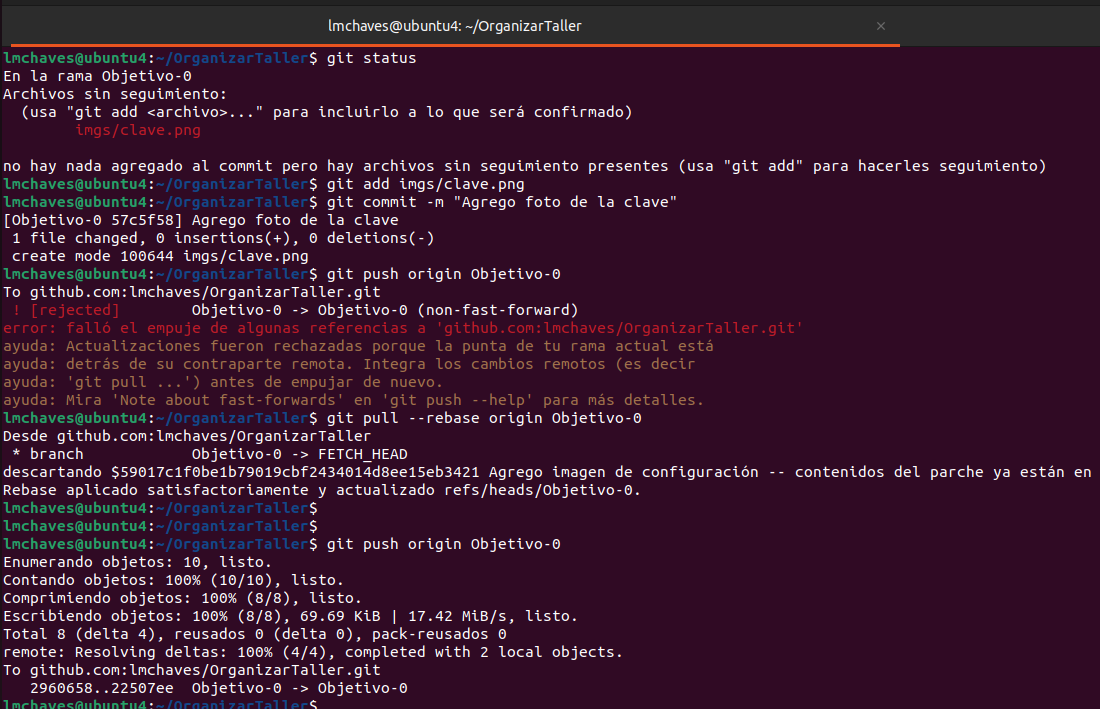 lmchaves@ubuntu4: ~/OrganizarTaller ×
lmchaves@ubuntu4:~/OrganizarTaller$ git status
En la rama Objetivo-0
Archivos sin seguimiento:
  (usa "git add <archivo>..." para incluirlo a lo que será confirmado)
        imgs/clave.png
no hay nada agregado al commit pero hay archivos sin seguimiento presentes (usa "git add" para hacerles seguimiento)
lmchaves@ubuntu4:~/OrganizarTaller$ git add imgs/clave.png
lmchaves@ubuntu4:~/OrganizarTaller$ git commit -m "Agrego foto de la clave"
[Objetivo-0 57c5f58] Agrego foto de la clave
 1 file changed, 0 insertions(+), 0 deletions(-)
 create mode 100644 imgs/clave.png
lmchaves@ubuntu4:~/OrganizarTaller$ git push origin Objetivo-0
To github.com:lmchaves/OrganizarTaller.git
 ! [rejected]        Objetivo-0 -> Objetivo-0 (non-fast-forward)
error: falló el empuje de algunas referencias a 'github.com:lmchaves/OrganizarTaller.git'
ayuda: Actualizaciones fueron rechazadas porque la punta de tu rama actual está
ayuda: detrás de su contraparte remota. Integra los cambios remotos (es decir
ayuda: 'git pull ...') antes de empujar de nuevo.
ayuda: Mira 'Note about fast-forwards' en 'git push --help' para más detalles.
lmchaves@ubuntu4:~/OrganizarTaller$ git pull --rebase origin Objetivo-0
Desde github.com:lmchaves/OrganizarTaller
 * branch            Objetivo-0 -> FETCH_HEAD
descartando $59017c1f0be1b79019cbf2434014d8ee15eb3421 Agrego imagen de configuración -- contenidos del parche ya están en
Rebase aplicado satisfactoriamente y actualizado refs/heads/Objetivo-0.
lmchaves@ubuntu4:~/OrganizarTaller$
lmchaves@ubuntu4:~/OrganizarTaller$
lmchaves@ubuntu4:~/OrganizarTaller$ git push origin Objetivo-0
Enumerando objetos: 10, listo.
Contando objetos: 100% (10/10), listo.
Comprimiendo objetos: 100% (8/8), listo.
Escribiendo objetos: 100% (8/8), 69.69 KiB | 17.42 MiB/s, listo.
Total 8 (delta 4), reusados 0 (delta 0), pack-reusados 0
remote: Resolving deltas: 100% (4/4), completed with 2 local objects.
To github.com:lmchaves/OrganizarTaller.git
   2960658..22507ee  Objetivo-0 -> Objetivo-0
lmchaves@ubuntu4:~/OrganizarTaller$